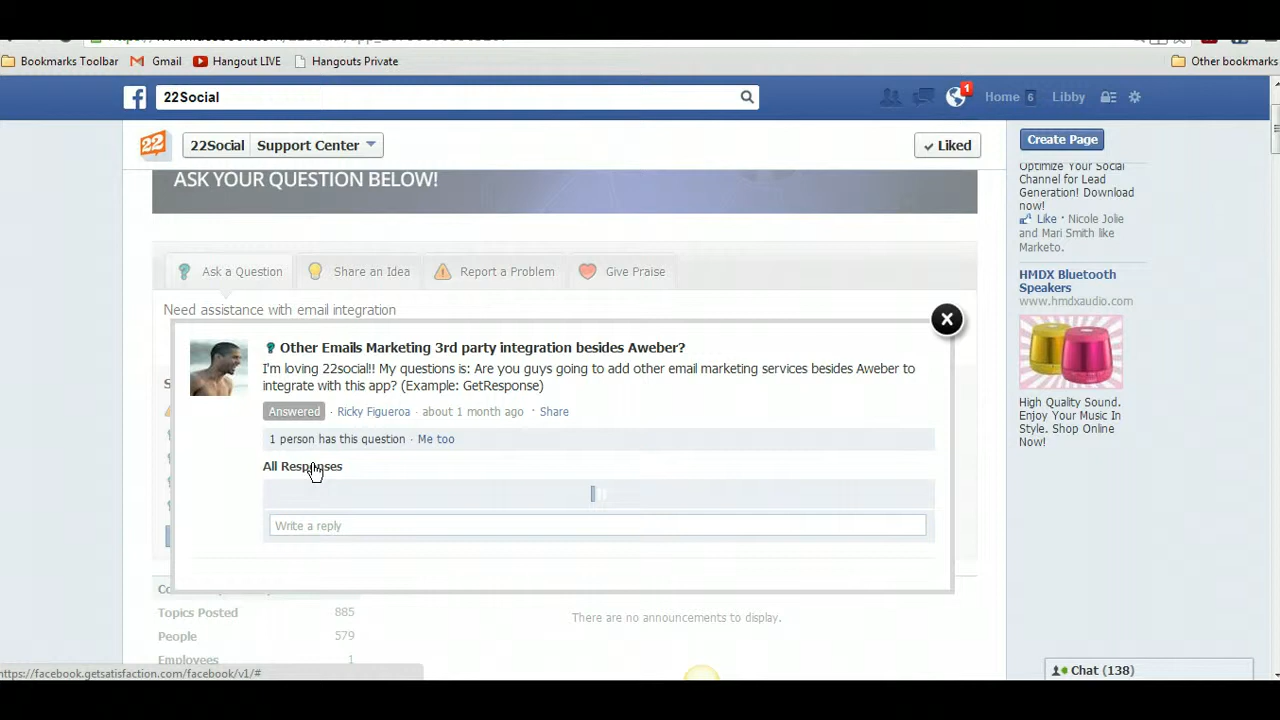 Bookmarks Toolbar
Gmail
Hangout LIVE
Hangouts Private
Other bookmarks
22Social
1
Home 6
Libby
22
22Social
Support Center
Liked
Create Page
ASK YOUR QUESTION BELOW!
Optimize Your Social
Channel for Lead
Generation! Download
now!
Like · Nicole Jolie
and Mari Smith like
Marketo.
HMDX Bluetooth
Speakers
www.hmdxaudio.com
High Quality Sound.
Enjoy Your Music In
Style. Shop Online
Now!
Ask a Question
Share an Idea
Report a Problem
Give Praise
Need assistance with email integration
Other Emails Marketing 3rd party integration besides Aweber?
I'm loving 22social!! My questions is: Are you guys going to add other email marketing services besides Aweber to
integrate with this app? (Example: GetResponse)
Answered · Ricky Figueroa · about 1 month ago · Share
1 person has this question · Me too
All Responses
Write a reply
Topics Posted 885
People 579
Employees 1
There are no announcements to display.
https://facebook.getsatisfaction.com/facebook/v1/#
Chat (138)